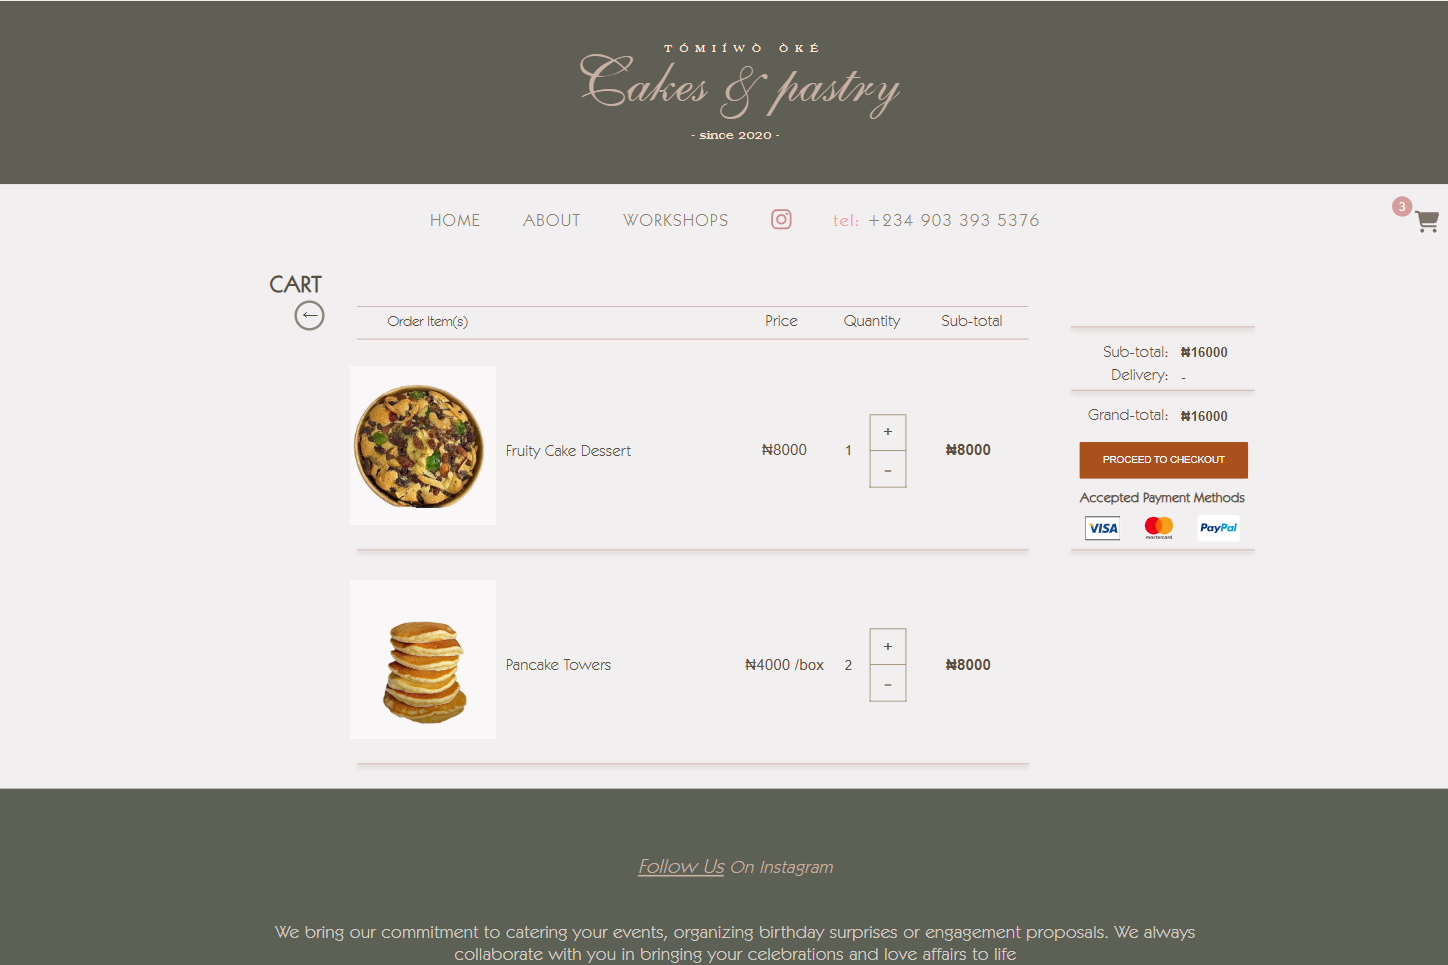 TÓMIÍWÒ ÒKÉ
Cakes & pastry
- since 2020 -
HOME ABOUT WORKSHOPS tel: +234 903 393 5376
3
CART
←
Order Item(s) Price Quantity Sub-total
Fruity Cake Dessert ₦8000 1 + - ₦8000
Pancake Towers ₦4000 /box 2 + - ₦8000
Sub-total: ₦16000
Delivery: -
Grand-total: ₦16000
PROCEED TO CHECKOUT
Accepted Payment Methods
VISA mastercard PayPal
Follow Us On Instagram
We bring our commitment to catering your events, organizing birthday surprises or engagement proposals. We always
collaborate with you in bringing your celebrations and love affairs to life